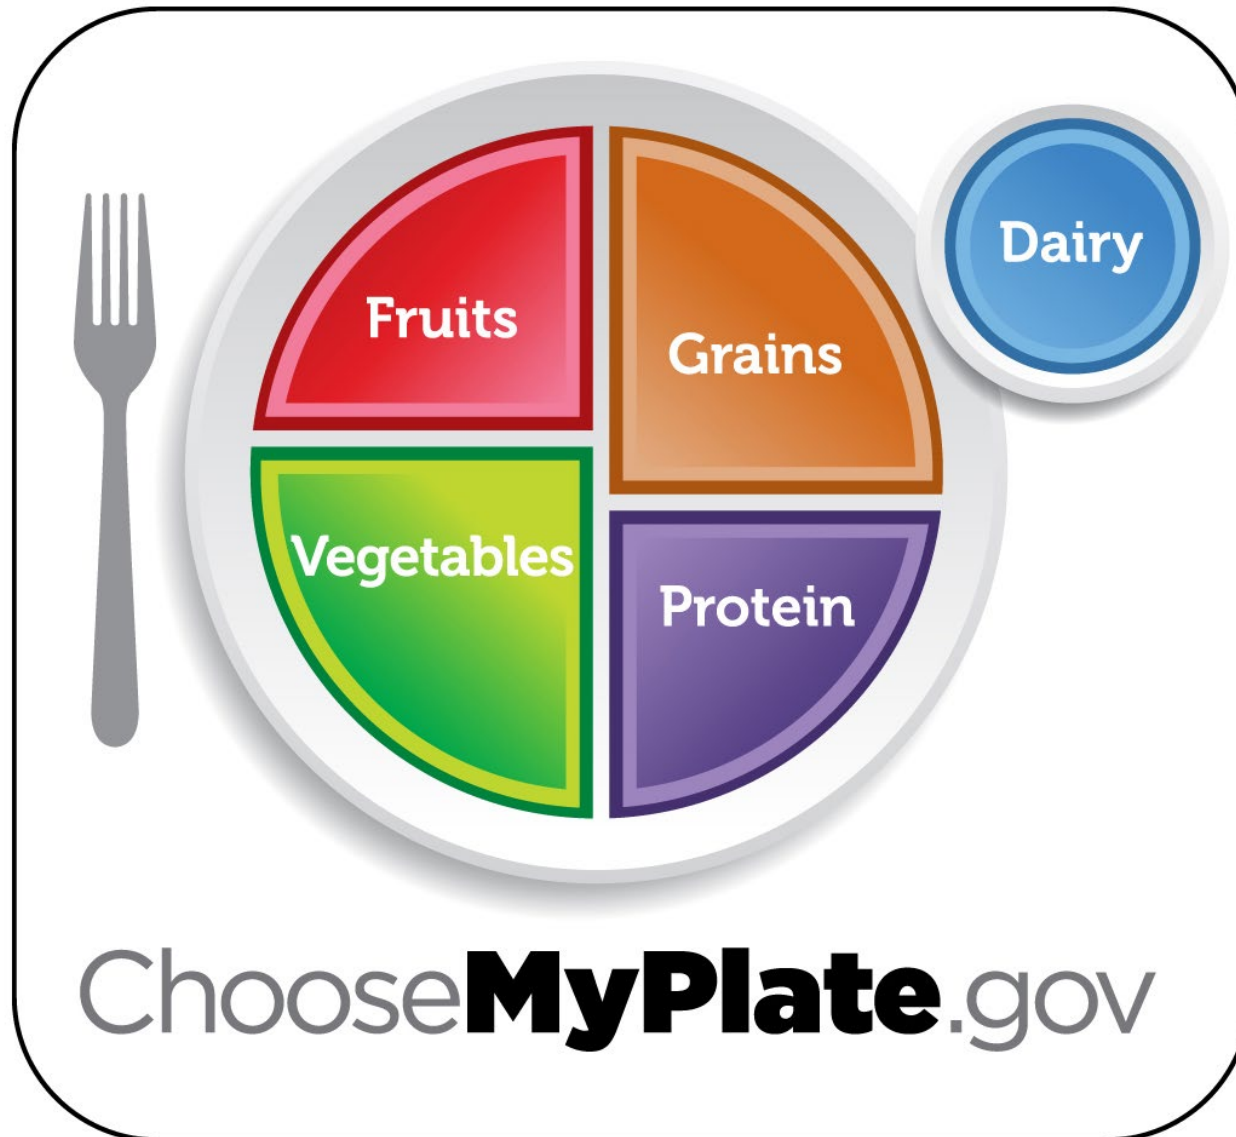 Fruits
Grains
Dairy
Vegetables
Protein
ChooseMyPlate.gov